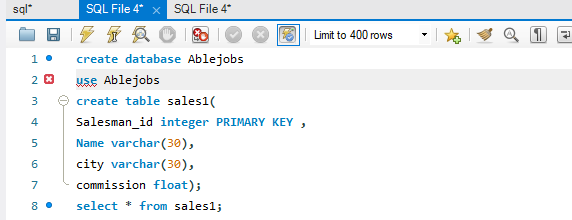 sql* SQL File 4* × SQL File 4*
Limit to 400 rows
1 create database Ablejobs
2 use Ablejobs
3 create table sales1(
4 Salesman_id integer PRIMARY KEY ,
5 Name varchar(30),
6 city varchar(30),
7 commission float);
8 select * from sales1;